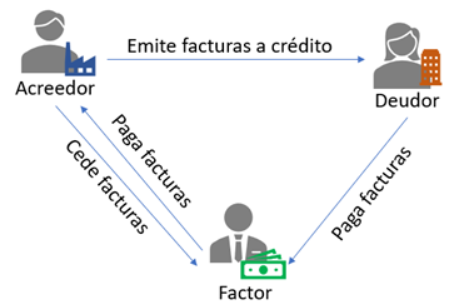 Emite facturas a crédito
Acreedor
Deudor
Paga facturas
Cede facturas
Paga facturas
Factor